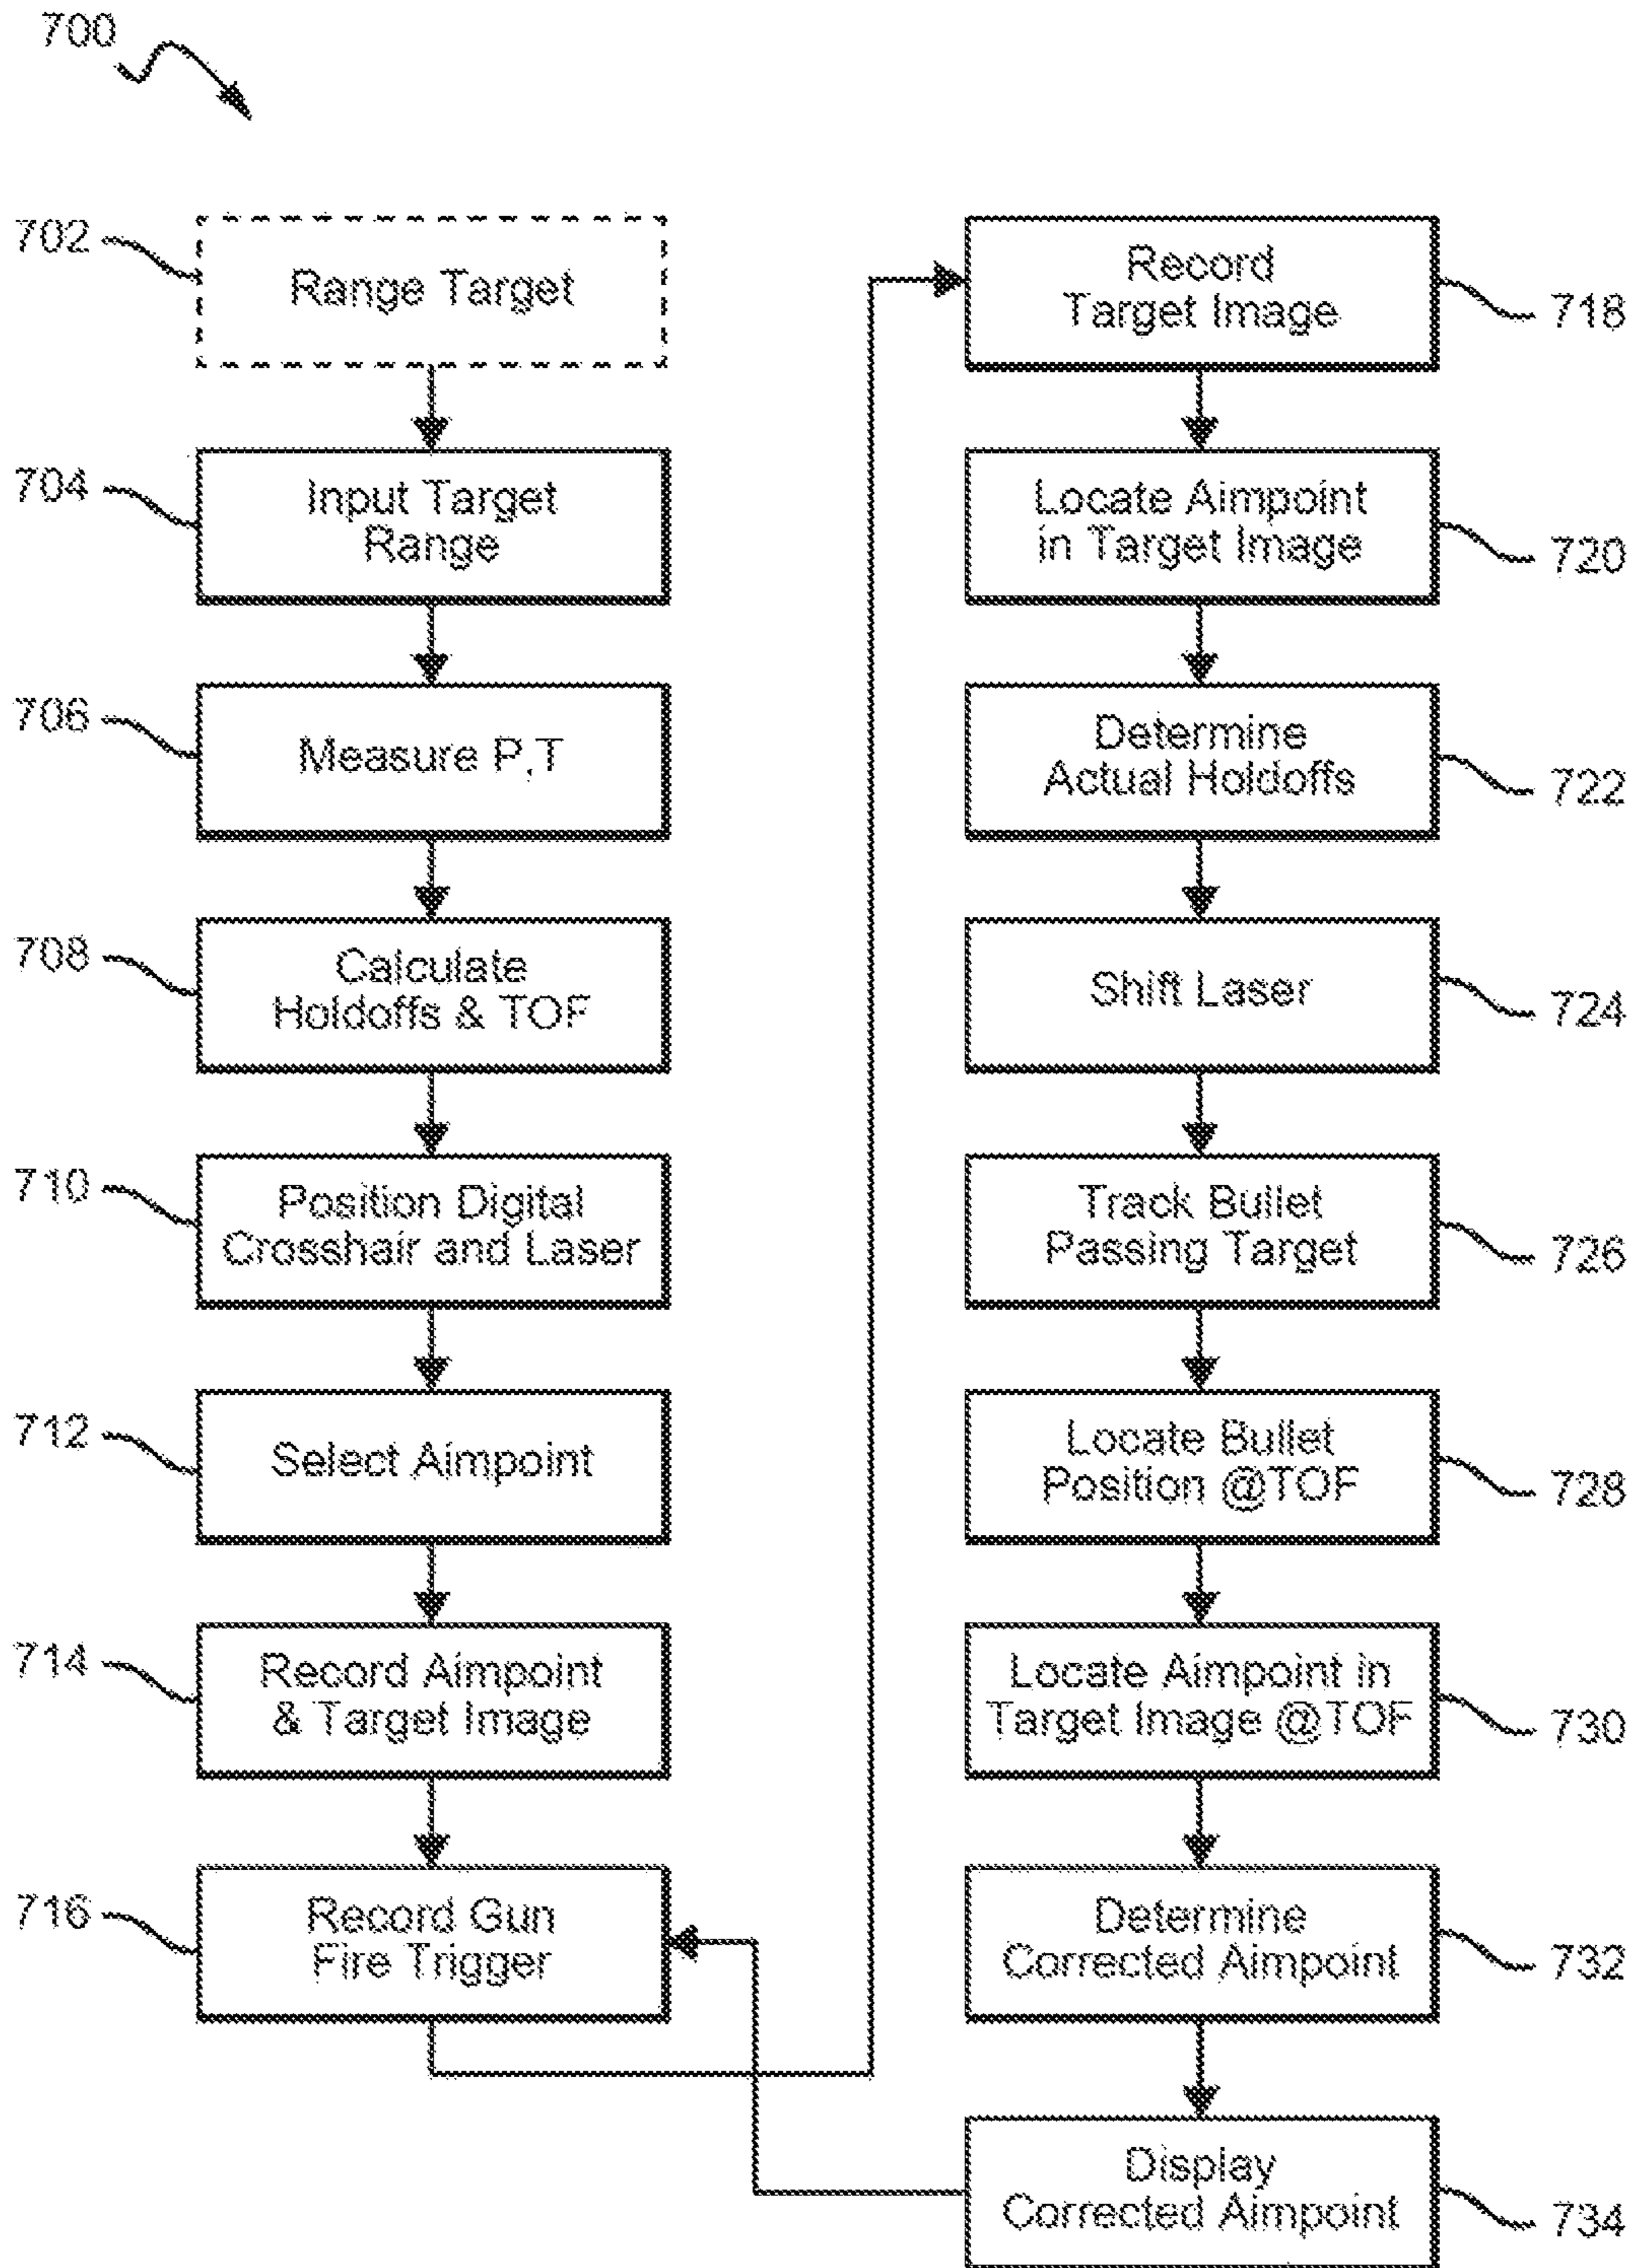 700
702
Range Target
704
Input Target
Range
706
Measure P,T
708
Calculate
Holdoffs & TOF
710
Position Digital
Crosshair and Laser
712
Select Aimpoint
714
Record Aimpoint
& Target Image
716
Record Gun
Fire Trigger
Record
Target Image
718
Locate Aimpoint
in Target Image
720
Determine
Actual Holdoffs
722
Shift Laser
724
Track Bullet
Passing Target
726
Locate Bullet
Position @TOF
728
Locate Aimpoint in
Target Image @TOF
730
Determine
Corrected Aimpoint
732
Display
Corrected Aimpoint
734